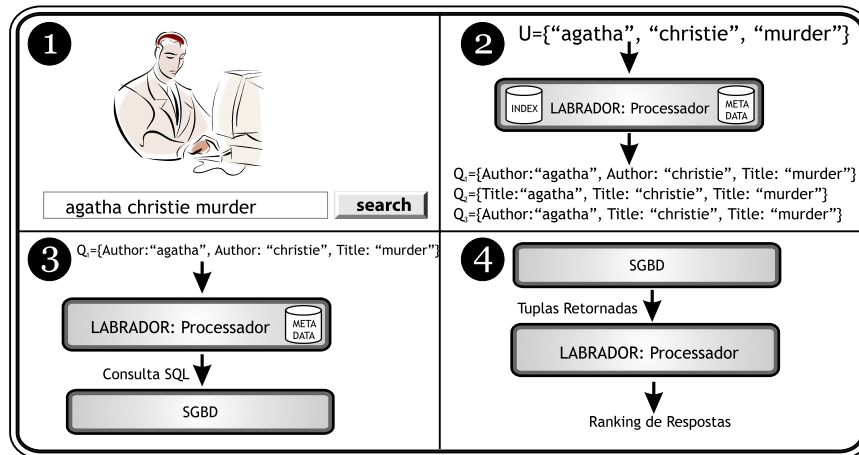 1
agatha christie murder
search
2
U={“agatha”, “christie”, “murder”}
INDEX
LABRADOR: Processador
META
DATA
Q₁={Author:“agatha”, Author: “christie”, Title: “murder”}
Q₂={Title:“agatha”, Title: “christie”, Title: “murder”}
Q₃={Author:“agatha”, Title: “christie”, Title: “murder”}
3
Q₁={Author:“agatha”, Author: “christie”, Title: “murder”}
LABRADOR: Processador
META
DATA
Consulta SQL
SGBD
4
SGBD
Tuplas Retornadas
LABRADOR: Processador
Ranking de Respostas